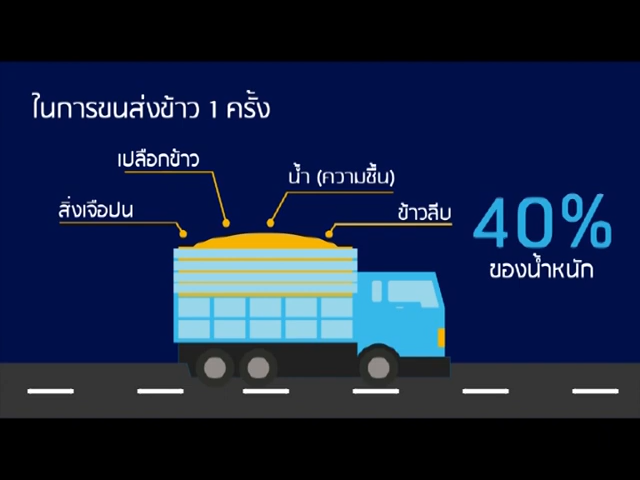 ในการขนส่งข้าว 1 ครั้ง
เปลือกข้าว
น้ำ (ความชื้น)
สิ่งเจือปน
ข้าวลีบ
40%
ของน้ำหนัก